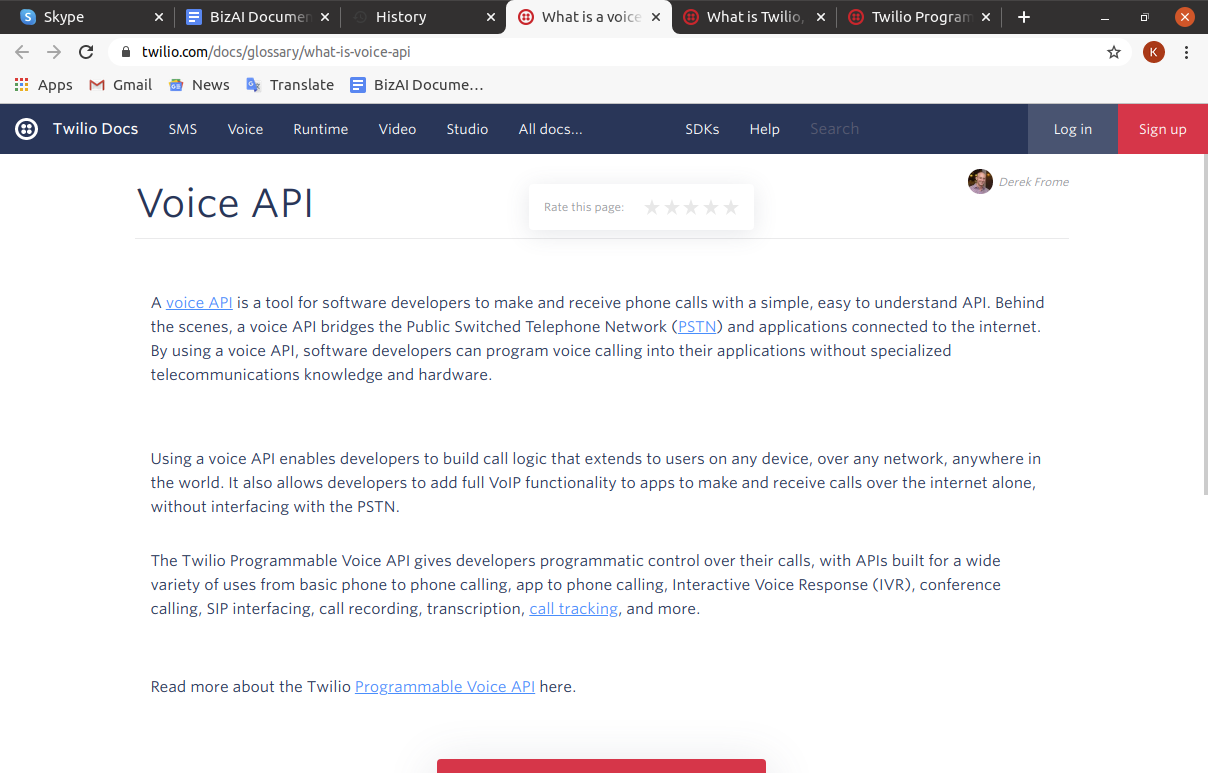 Skype
BizAI Documen
History
What is a voice
What is Twilio,
Twilio Program
twilio.com/docs/glossary/what-is-voice-api
K
Apps
Gmail
News
Translate
BizAI Docume…
Twilio Docs
SMS
Voice
Runtime
Video
Studio
All docs...
SDKs
Help
Search
Log in
Sign up
Voice API
Rate this page:
Derek Frome
A voice API is a tool for software developers to make and receive phone calls with a simple, easy to understand API. Behind
the scenes, a voice API bridges the Public Switched Telephone Network (PSTN) and applications connected to the internet.
By using a voice API, software developers can program voice calling into their applications without specialized
telecommunications knowledge and hardware.
Using a voice API enables developers to build call logic that extends to users on any device, over any network, anywhere in
the world. It also allows developers to add full VoIP functionality to apps to make and receive calls over the internet alone,
without interfacing with the PSTN.
The Twilio Programmable Voice API gives developers programmatic control over their calls, with APIs built for a wide
variety of uses from basic phone to phone calling, app to phone calling, Interactive Voice Response (IVR), conference
calling, SIP interfacing, call recording, transcription, call tracking, and more.
Read more about the Twilio Programmable Voice API here.